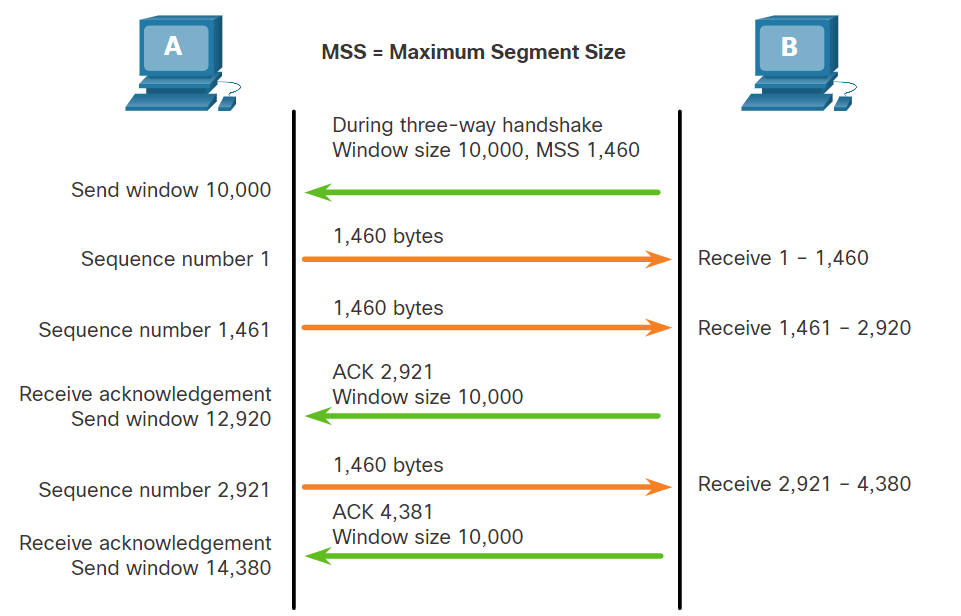 A
B
MSS = Maximum Segment Size
During three-way handshake
Window size 10,000, MSS 1,460
Send window 10,000
1,460 bytes
Sequence number 1
Receive 1 - 1,460
1,460 bytes
Sequence number 1,461
Receive 1,461 - 2,920
ACK 2,921
Window size 10,000
Receive acknowledgement
Send window 12,920
1,460 bytes
Sequence number 2,921
Receive 2,921 - 4,380
ACK 4,381
Window size 10,000
Receive acknowledgement
Send window 14,380